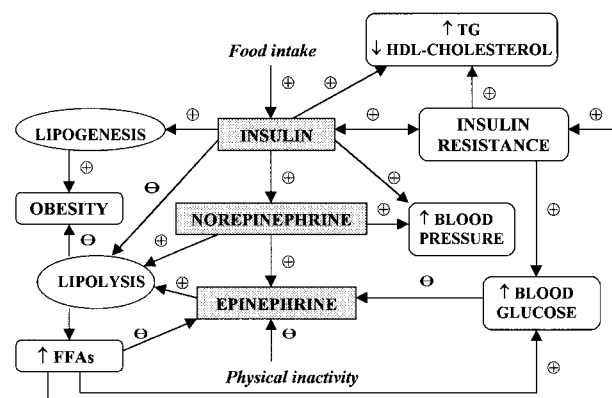 ↑ TG
↓ HDL-CHOLESTEROL
Food intake
⊕
⊕
⊕
LIPOGENESIS
⊕
INSULIN
⊕
INSULIN
RESISTANCE
⊕
⊕
⊖
⊕
⊕
OBESITY
NOREPINEPHRINE
⊕
↑ BLOOD
PRESSURE
⊕
⊖
⊕
LIPOLYSIS
⊕
⊕
EPINEPHRINE
⊖
↑ BLOOD
GLUCOSE
↑ FFAs
⊖
⊖
⊕
Physical inactivity